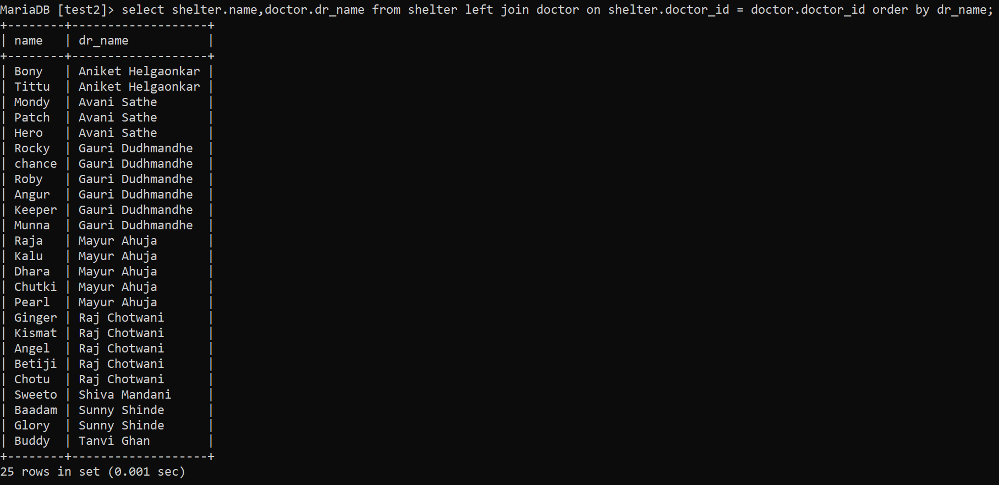 MariaDB [test2]> select shelter.name,doctor.dr_name from shelter left join doctor on shelter.doctor_id = doctor.doctor_id order by dr_name;
+--------+-------------------+
| name   | dr_name           |
+--------+-------------------+
| Bony   | Aniket Helgaonkar |
| Tittu  | Aniket Helgaonkar |
| Mondy  | Avani Sathe       |
| Patch  | Avani Sathe       |
| Hero   | Avani Sathe       |
| Rocky  | Gauri Dudhmandhe  |
| chance | Gauri Dudhmandhe  |
| Roby   | Gauri Dudhmandhe  |
| Angur  | Gauri Dudhmandhe  |
| Keeper | Gauri Dudhmandhe  |
| Munna  | Gauri Dudhmandhe  |
| Raja   | Mayur Ahuja       |
| Kalu   | Mayur Ahuja       |
| Dhara  | Mayur Ahuja       |
| Chutki | Mayur Ahuja       |
| Pearl  | Mayur Ahuja       |
| Ginger | Raj Chotwani      |
| Kismat | Raj Chotwani      |
| Angel  | Raj Chotwani      |
| Betiji | Raj Chotwani      |
| Chotu  | Raj Chotwani      |
| Sweeto | Shiva Mandani     |
| Baadam | Sunny Shinde      |
| Glory  | Sunny Shinde      |
| Buddy  | Tanvi Ghan        |
+--------+-------------------+
25 rows in set (0.001 sec)